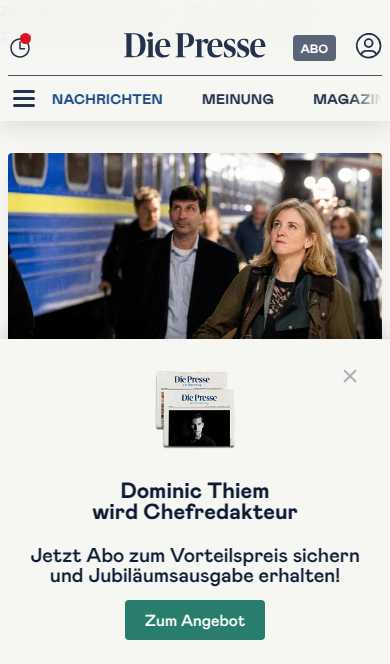 Die Presse
ABO
NACHRICHTEN
MEINUNG
MAGAZIN
Die Presse
Die Presse
Dominic Thiem
wird Chefredakteur
Jetzt Abo zum Vorteilspreis sichern
und Jubiläumsausgabe erhalten!
Zum Angebot